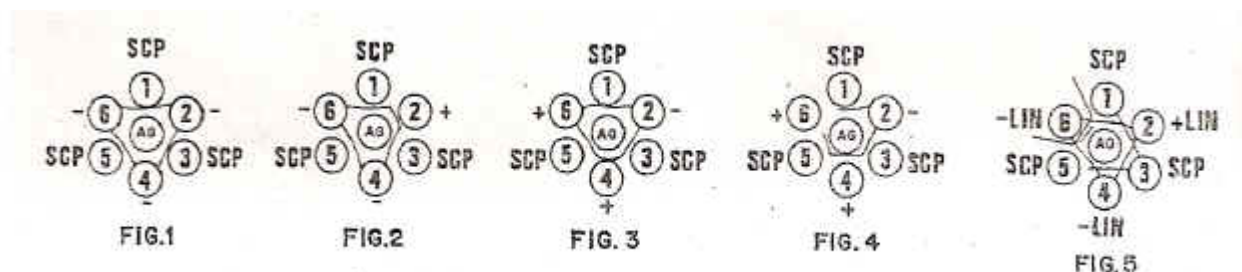 SCP
1
- 6 2 -
AG
SCP 5 3 SCP
4
-
FIG.1
SCP
1
- 6 2 +
AG
SCP 5 3 SCP
4
-
FIG.2
SCP
1
+ 6 2 -
AG
SCP 5 3 SCP
4
+
FIG. 3
SCP
1
+ 6 2 -
AG
SCP 5 3 SCP
4
+
FIG. 4
SCP
1
-LIN 6 2 +LIN
AG
SCP 5 3 SCP
4
-LIN
FIG.5